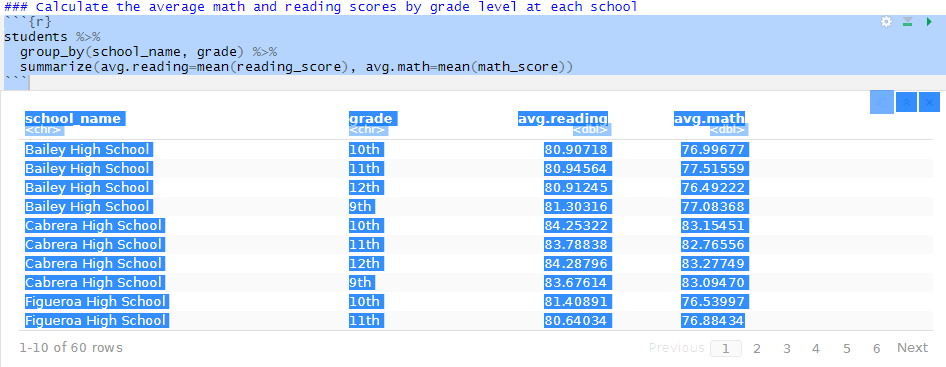 ### Calculate the average math and reading scores by grade level at each school
```{r}
students %>%
  group_by(school_name, grade) %>%
  summarize(avg.reading=mean(reading_score), avg.math=mean(math_score))
```
school_name grade avg.reading avg.math
<chr> <chr> <dbl> <dbl>
Bailey High School 10th 80.90718 76.99677
Bailey High School 11th 80.94564 77.51559
Bailey High School 12th 80.91245 76.49222
Bailey High School 9th 81.30316 77.08368
Cabrera High School 10th 84.25322 83.15451
Cabrera High School 11th 83.78838 82.76556
Cabrera High School 12th 84.28796 83.27749
Cabrera High School 9th 83.67614 83.09470
Figueroa High School 10th 81.40891 76.53997
Figueroa High School 11th 80.64034 76.88434
1-10 of 60 rows Previous 1 2 3 4 5 6 Next